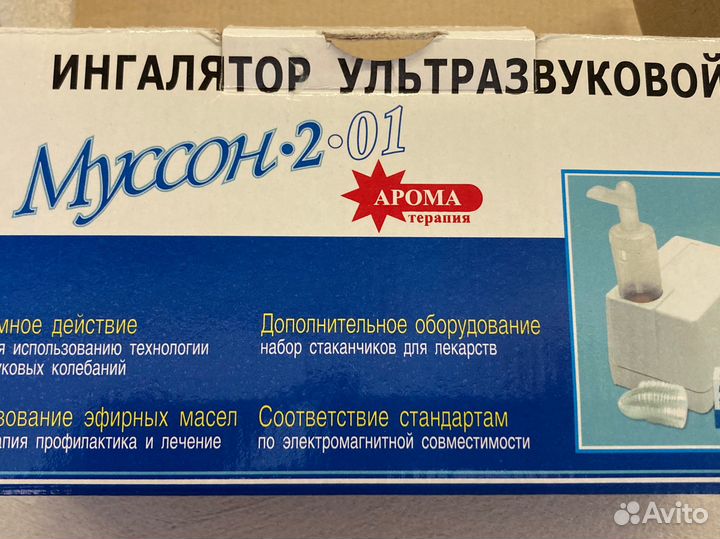 ИНГАЛЯТОР УЛЬТРАЗВУКОВОЙ
Муссон·2·01
АРОМА
терапия
мное действие
я использованию технологии
уковых колебаний
Дополнительное оборудование
набор стаканчиков для лекарств
зование эфирных масел
апия профилактика и лечение
Соответствие стандартам
по электромагнитной совместимости
Avito